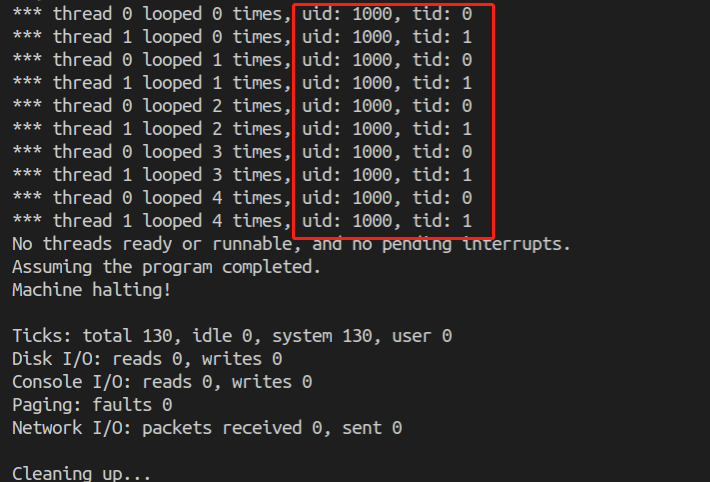 *** thread 0 looped 0 times, uid: 1000, tid: 0
*** thread 1 looped 0 times, uid: 1000, tid: 1
*** thread 0 looped 1 times, uid: 1000, tid: 0
*** thread 1 looped 1 times, uid: 1000, tid: 1
*** thread 0 looped 2 times, uid: 1000, tid: 0
*** thread 1 looped 2 times, uid: 1000, tid: 1
*** thread 0 looped 3 times, uid: 1000, tid: 0
*** thread 1 looped 3 times, uid: 1000, tid: 1
*** thread 0 looped 4 times, uid: 1000, tid: 0
*** thread 1 looped 4 times, uid: 1000, tid: 1
No threads ready or runnable, and no pending interrupts.
Assuming the program completed.
Machine halting!

Ticks: total 130, idle 0, system 130, user 0
Disk I/O: reads 0, writes 0
Console I/O: reads 0, writes 0
Paging: faults 0
Network I/O: packets received 0, sent 0

Cleaning up...